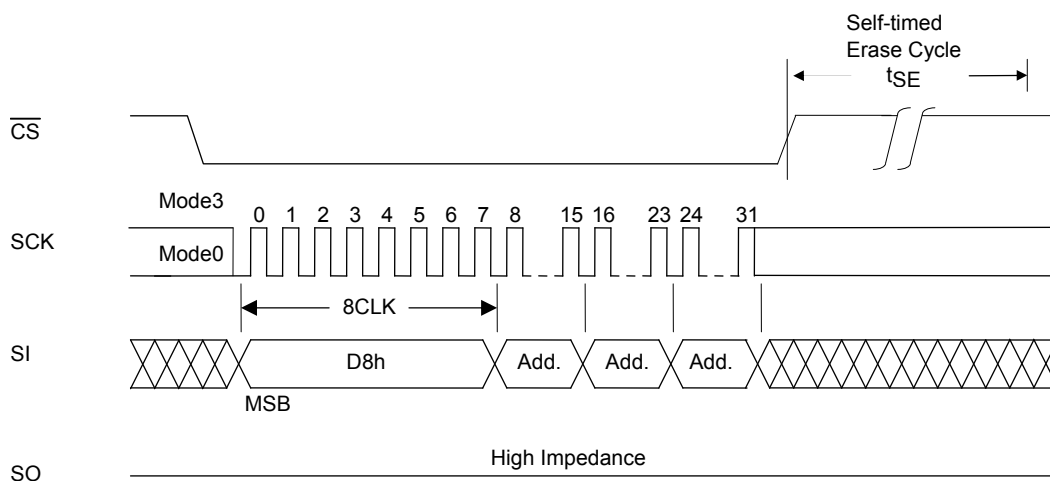 Self-timed
Erase Cycle
tSE
CS
Mode3
SCK
Mode0
0 1 2 3 4 5 6 7 8 15 16 23 24 31
8CLK
SI
D8h Add. Add. Add.
MSB
High Impedance
SO